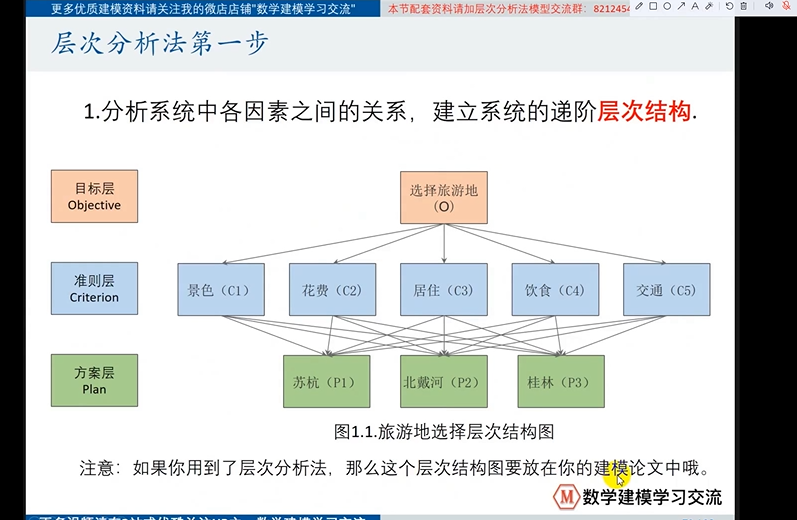 更多优质建模资料请关注我的微店店铺"数学建模学习交流"
本节配套资料请加层次分析法模型交流群：8212454
层次分析法第一步
1.分析系统中各因素之间的关系，建立系统的递阶层次结构.
目标层
Objective
选择旅游地
(O)
准则层
Criterion
景色（C1）
花费（C2）
居住（C3）
饮食（C4）
交通（C5）
方案层
Plan
苏杭（P1）
北戴河（P2）
桂林（P3）
图1.1.旅游地选择层次结构图
注意：如果你用到了层次分析法，那么这个层次结构图要放在你的建模论文中哦。
M 数学建模学习交流